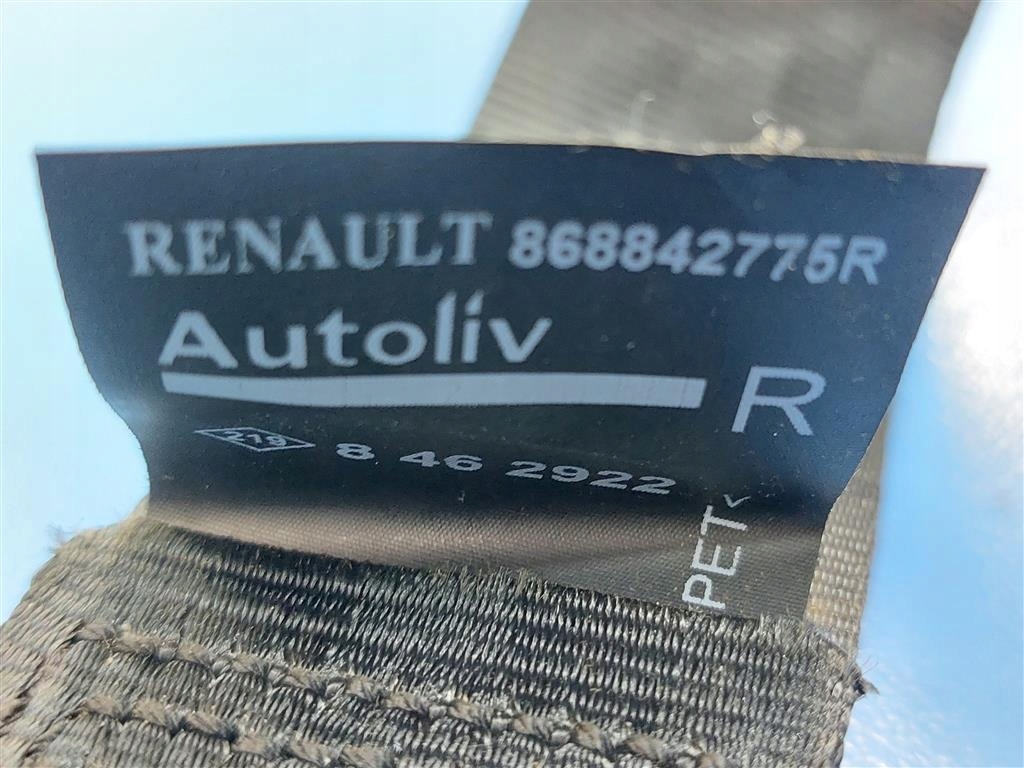 RENAULT 868842775R
Autoliv
R
219 8 46 2922
PET<